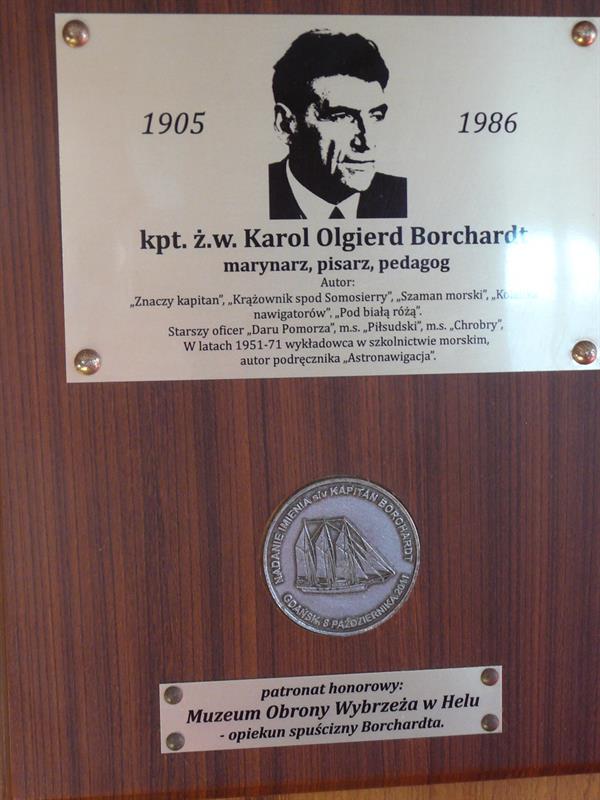 1905
1986
kpt. ż.w. Karol Olgierd Borchardt
marynarz, pisarz, pedagog
Autor:
„Znaczy kapitan”, „Krążownik spod Somosierry”, „Szaman morski”,
nawigatorów”, „Pod białą różą”.
Starszy oficer „Daru Pomorza”, m.s. „Piłsudski”, m.s. „Chrobry”,
W latach 1951-71 wykładowca w szkolnictwie morskim,
autor podręcznika „Astronawigacja”.
NADANIE IMIENIA s/v KAPITAN BORCHARDT
GDAŃSK, 8 PAŹDZIERNIKA 2011
patronat honorowy:
Muzeum Obrony Wybrzeża w Helu
- opiekun spuścizny Borchardta.